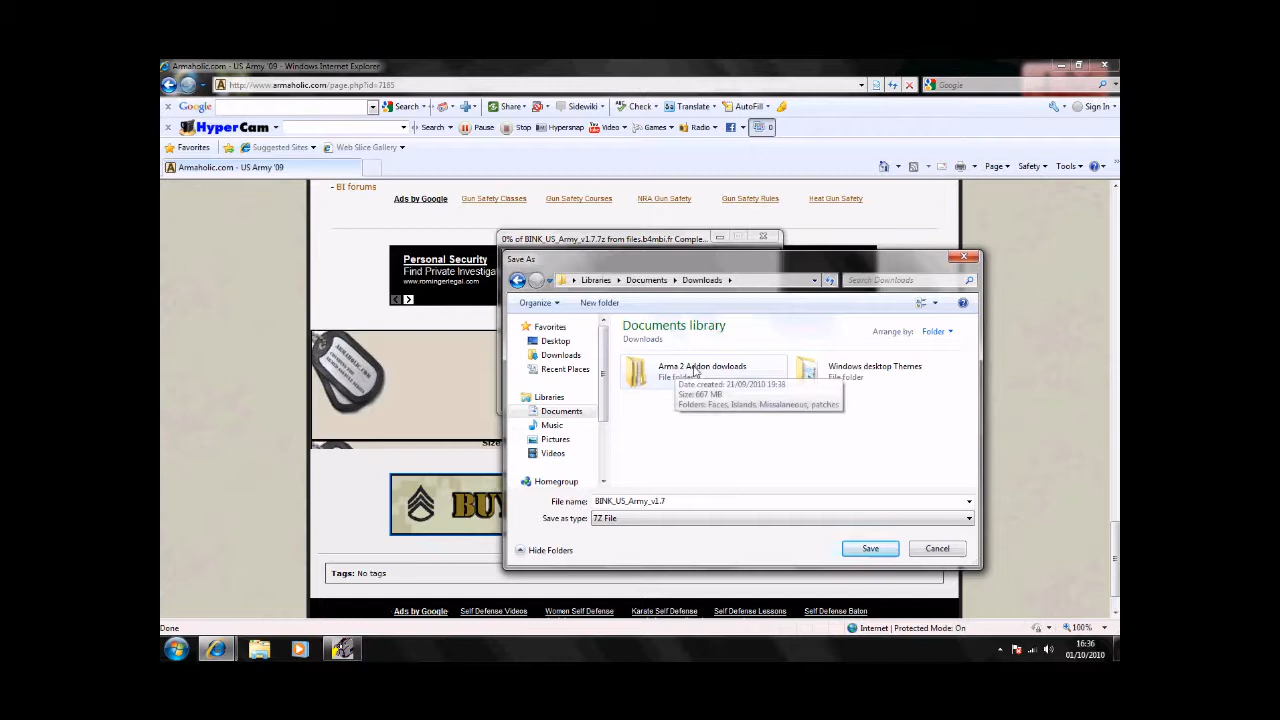 Armaholic.com - US Army '09 - Windows Internet Explorer
http://www.armaholic.com/page.php?id=7165
Google
Google Search Share Sidewiki Check Translate AutoFill Sign In
HyperCam Search Pause Stop Hypersnap Video Games Radio 0
Favorites Suggested Sites Web Slice Gallery
Armaholic.com - US Army '09
Page Safety Tools
- BI forums
Ads by Google Gun Safety Classes Gun Safety Courses NRA Gun Safety Gun Safety Rules Heat Gun Safety
0% of BINK_US_Army_v1.7.7z from files.b4mbi.fr Comple...
Personal Security
Find Private Investiga
www.romingerlegal.com
Save As
Libraries Documents Downloads
Search Downloads
Organize New folder
Favorites
Desktop
Downloads
Recent Places
Libraries
Documents
Music
Pictures
Videos
Homegroup
Documents library
Downloads
Arrange by: Folder
Arma 2 Addon dowloads
File folder
Windows desktop Themes
File folder
Date created: 21/09/2010 19:38
Size: 667 MB
Folders: Faces, Islands, Missalaneous, patches
File name: BINK_US_Army_v1.7
Save as type: 7Z File
Hide Folders
Save Cancel
BU
Tags: No tags
Ads by Google Self Defense Videos Women Self Defense Karate Self Defense Self Defense Lessons Self Defense Baton
Done
Internet | Protected Mode: On
100%
16:36
01/10/2010